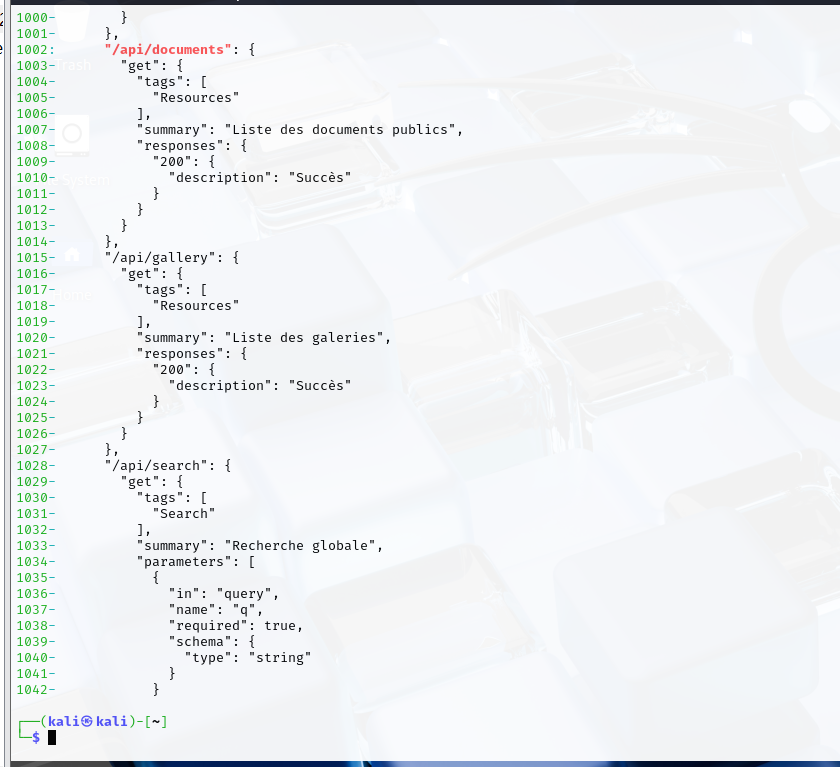 1000-        }
1001-      },
1002:      "/api/documents": {
1003-        "get": {
1004-          "tags": [
1005-            "Resources"
1006-          ],
1007-          "summary": "Liste des documents publics",
1008-          "responses": {
1009-            "200": {
1010-              "description": "Succès"
1011-            }
1012-          }
1013-        }
1014-      },
1015-      "/api/gallery": {
1016-        "get": {
1017-          "tags": [
1018-            "Resources"
1019-          ],
1020-          "summary": "Liste des galeries",
1021-          "responses": {
1022-            "200": {
1023-              "description": "Succès"
1024-            }
1025-          }
1026-        }
1027-      },
1028-      "/api/search": {
1029-        "get": {
1030-          "tags": [
1031-            "Search"
1032-          ],
1033-          "summary": "Recherche globale",
1034-          "parameters": [
1035-            {
1036-              "in": "query",
1037-              "name": "q",
1038-              "required": true,
1039-              "schema": {
1040-                "type": "string"
1041-              }
1042-            }
┌──(kali㉿kali)-[~]
└─$
Trash
System